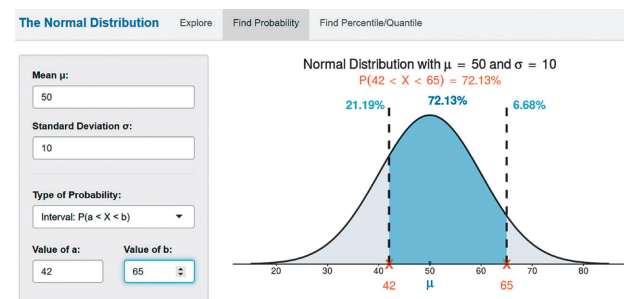 The Normal Distribution Explore Find Probability Find Percentile/Quantile
Mean μ:
50
Standard Deviation σ:
10
Type of Probability:
Interval: P(a < X < b)
Value of a: Value of b:
42 65
Normal Distribution with μ = 50 and σ = 10
P(42 < X < 65) = 72.13%
21.19% 72.13% 6.68%
20 30 40 50 60 70 80
42 μ 65